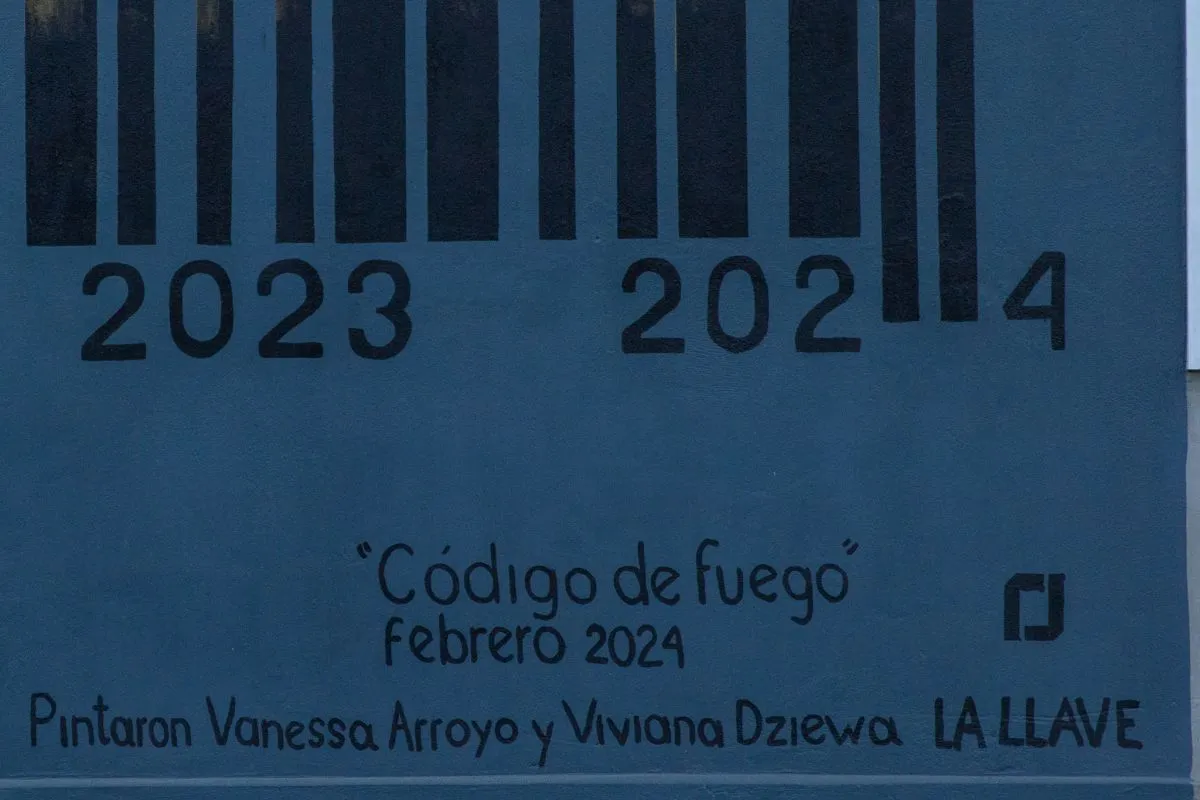 2023 2024
"Código de fuego"
febrero 2024
Pintaron Vanessa Arroyo y Viviana Dziewa LA LLAVE